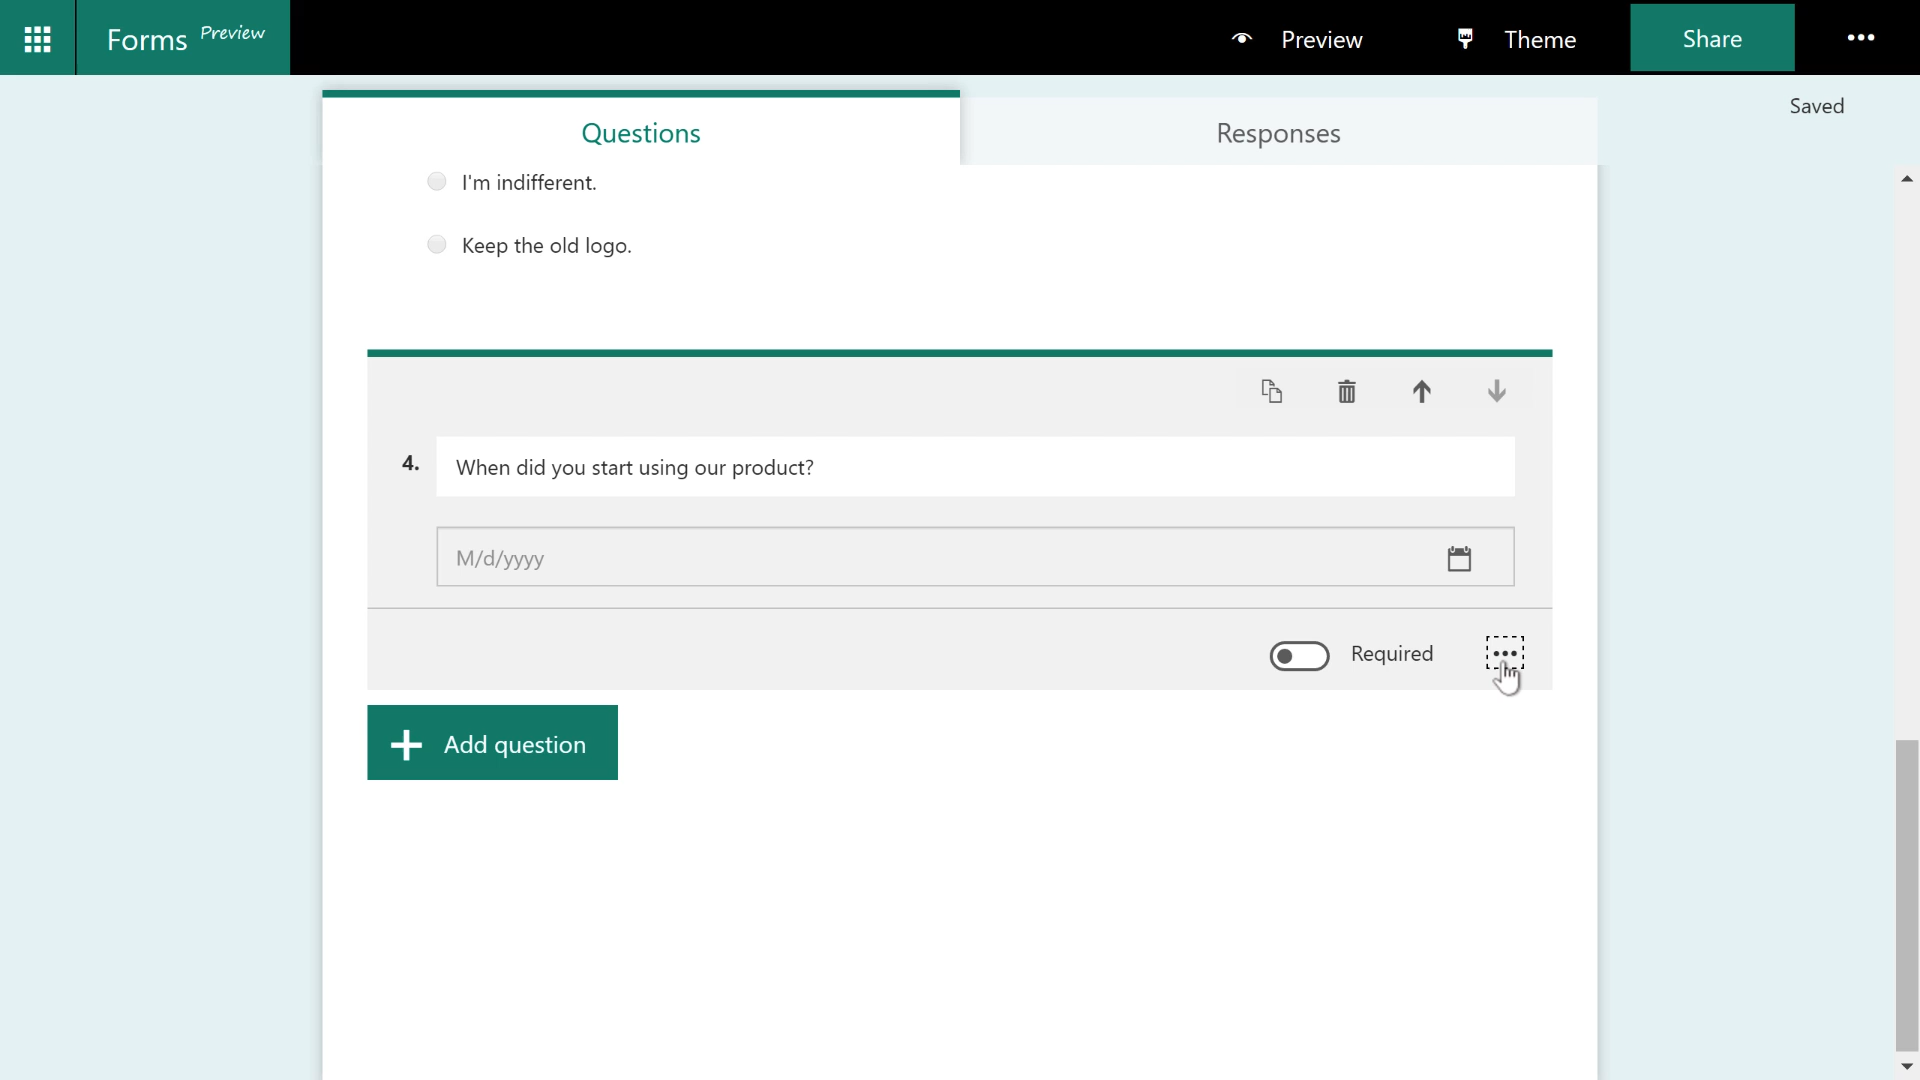 Forms Preview
Preview
Theme
Share
Saved
Questions
Responses
I'm indifferent.
Keep the old logo.
4. When did you start using our product?
M/d/yyyy
Required
Add question